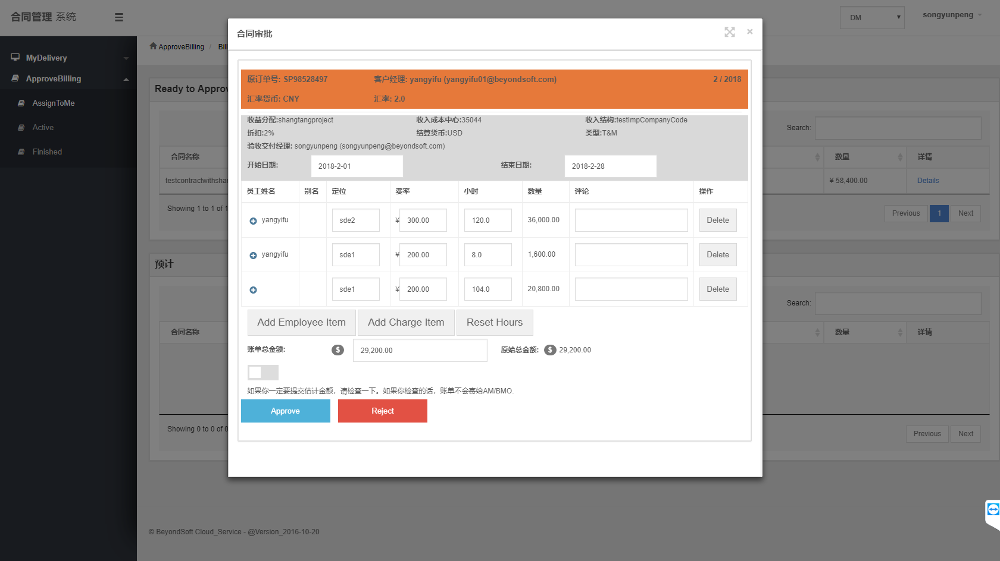 合同管理 系统
DM
songyunpeng
合同审批
ApproveBilling / Bill
MyDelivery
ApproveBilling
AssignToMe
Active
Finished
Ready to Approv
Search:
合同名称
数量
详情
testcontractwithshar
¥ 58,400.00
Details
Showing 1 to 1 of 1
Previous 1 Next
预计
Search:
合同名称
数量
详情
Showing 0 to 0 of 0
Previous Next
原订单号: SP98528497
客户经理: yangyifu (yangyifu01@beyondsoft.com)
2 / 2018
汇率货币: CNY
汇率: 2.0
收益分配:shangtangproject
收入成本中心:35044
收入结构:testImpCompanyCode
折扣:2%
结算货币:USD
类型:T&M
验收交付经理: songyunpeng (songyunpeng@beyondsoft.com)
开始日期: 2018-2-01
结束日期: 2018-2-28
员工姓名 别名 定位 费率 小时 数量 评论 操作
yangyifu sde2 ¥ 300.00 120.0 36,000.00 Delete
yangyifu sde1 ¥ 200.00 8.0 1,600.00 Delete
sde1 ¥ 200.00 104.0 20,800.00 Delete
Add Employee Item Add Charge Item Reset Hours
账单总金额: $ 29,200.00 原始总金额: $ 29,200.00
如果你一定要提交估计金额，请检查一下。如果你检查的话，账单不会寄给AM/BMO.
Approve Reject
© BeyondSoft Cloud_Service - @Version_2016-10-20